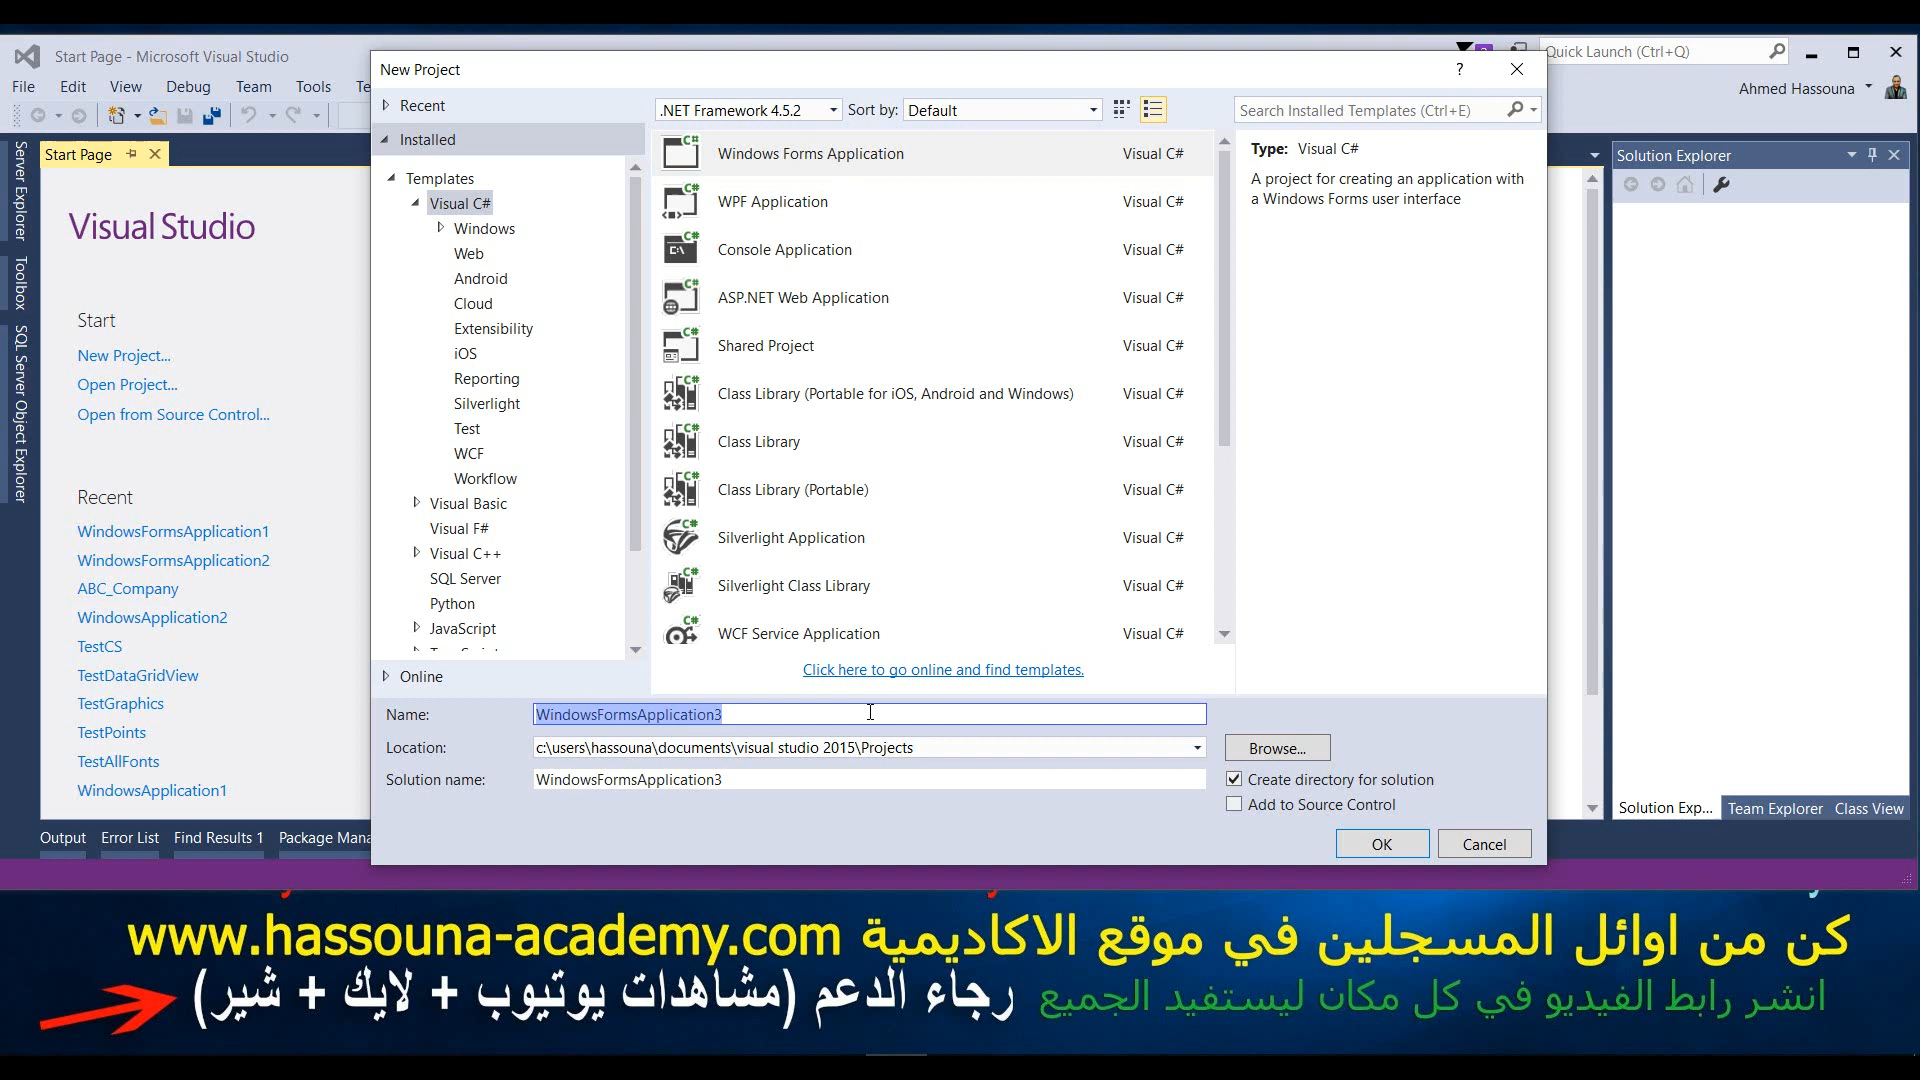 Start Page - Microsoft Visual Studio
Quick Launch (Ctrl+Q)
File Edit View Debug Team Tools Te
Ahmed Hassouna
Server Explorer
Toolbox
SQL Server Object Explorer
Start Page
Visual Studio
Start
New Project...
Open Project...
Open from Source Control...
Recent
WindowsFormsApplication1
WindowsFormsApplication2
ABC_Company
WindowsApplication2
TestCS
TestDataGridView
TestGraphics
TestPoints
TestAllFonts
WindowsApplication1
Output Error List Find Results 1 Package Mana
New Project
?
Recent
Installed
Templates
Visual C#
Windows
Web
Android
Cloud
Extensibility
iOS
Reporting
Silverlight
Test
WCF
Workflow
Visual Basic
Visual F#
Visual C++
SQL Server
Python
JavaScript
Online
.NET Framework 4.5.2 Sort by: Default
Search Installed Templates (Ctrl+E)
Windows Forms Application Visual C#
WPF Application Visual C#
Console Application Visual C#
ASP.NET Web Application Visual C#
Shared Project Visual C#
Class Library (Portable for iOS, Android and Windows) Visual C#
Class Library Visual C#
Class Library (Portable) Visual C#
Silverlight Application Visual C#
Silverlight Class Library Visual C#
WCF Service Application Visual C#
Click here to go online and find templates.
Type: Visual C#
A project for creating an application with
a Windows Forms user interface
Name: WindowsFormsApplication3
Location: c:\users\hassouna\documents\visual studio 2015\Projects
Browse...
Solution name: WindowsFormsApplication3
Create directory for solution
Add to Source Control
OK Cancel
Solution Explorer
Solution Exp... Team Explorer Class View
كن من اوائل المسجلين في موقع الاكاديمية www.hassouna-academy.com
انشر رابط الفيديو في كل مكان ليستفيد الجميع رجاء الدعم (مشاهدات يوتيوب + لايك + شير)